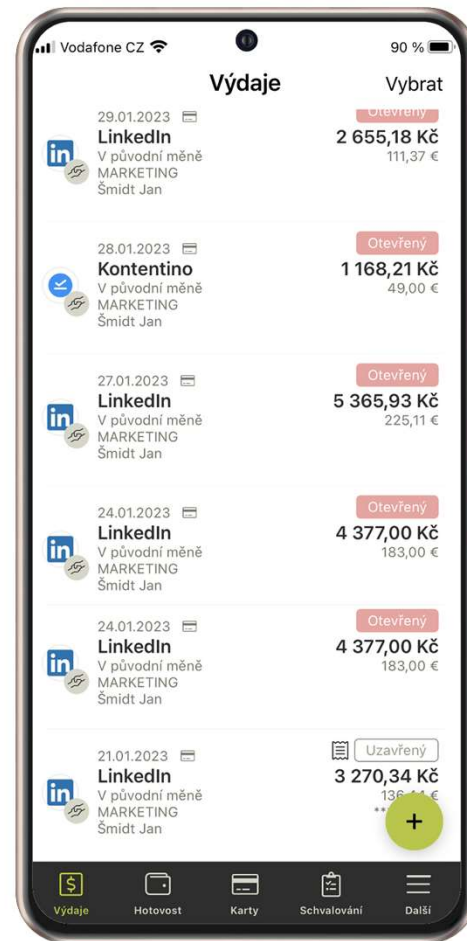 Vodafone CZ
90 %
Výdaje
Vybrat
29.01.2023
Otevřený
LinkedIn
2 655,18 Kč
V původní měně
111,37 €
MARKETING
Šmidt Jan
28.01.2023
Otevřený
Kontentino
1 168,21 Kč
V původní měně
49,00 €
MARKETING
Šmidt Jan
27.01.2023
Otevřený
LinkedIn
5 365,93 Kč
V původní měně
225,11 €
MARKETING
Šmidt Jan
24.01.2023
Otevřený
LinkedIn
4 377,00 Kč
V původní měně
183,00 €
MARKETING
Šmidt Jan
24.01.2023
Otevřený
LinkedIn
4 377,00 Kč
V původní měně
183,00 €
MARKETING
Šmidt Jan
21.01.2023
Uzavřený
LinkedIn
3 270,34 Kč
V původní měně
MARKETING
**
Šmidt Jan
+
Výdaje
Hotovost
Karty
Schvalování
Další